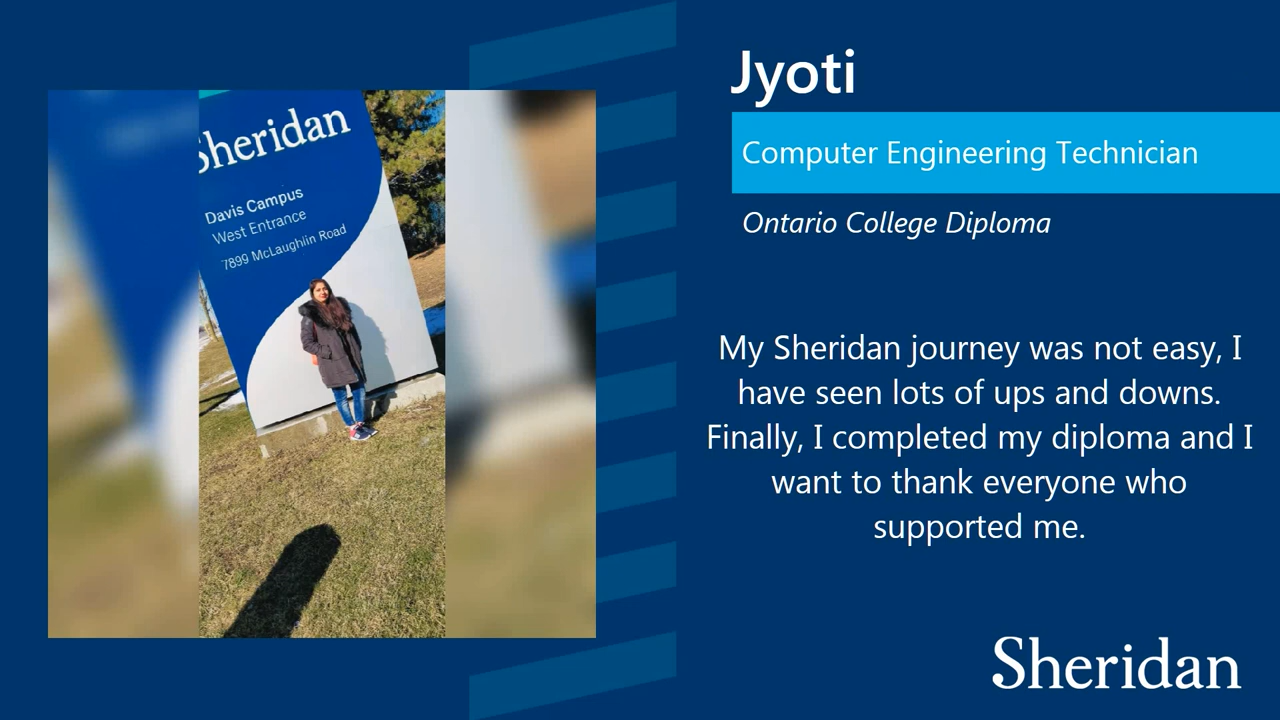 Sheridan
Davis Campus
West Entrance
7899 McLaughlin Road
Jyoti
Computer Engineering Technician
Ontario College Diploma
My Sheridan journey was not easy, I
have seen lots of ups and downs.
Finally, I completed my diploma and I
want to thank everyone who
supported me.
Sheridan